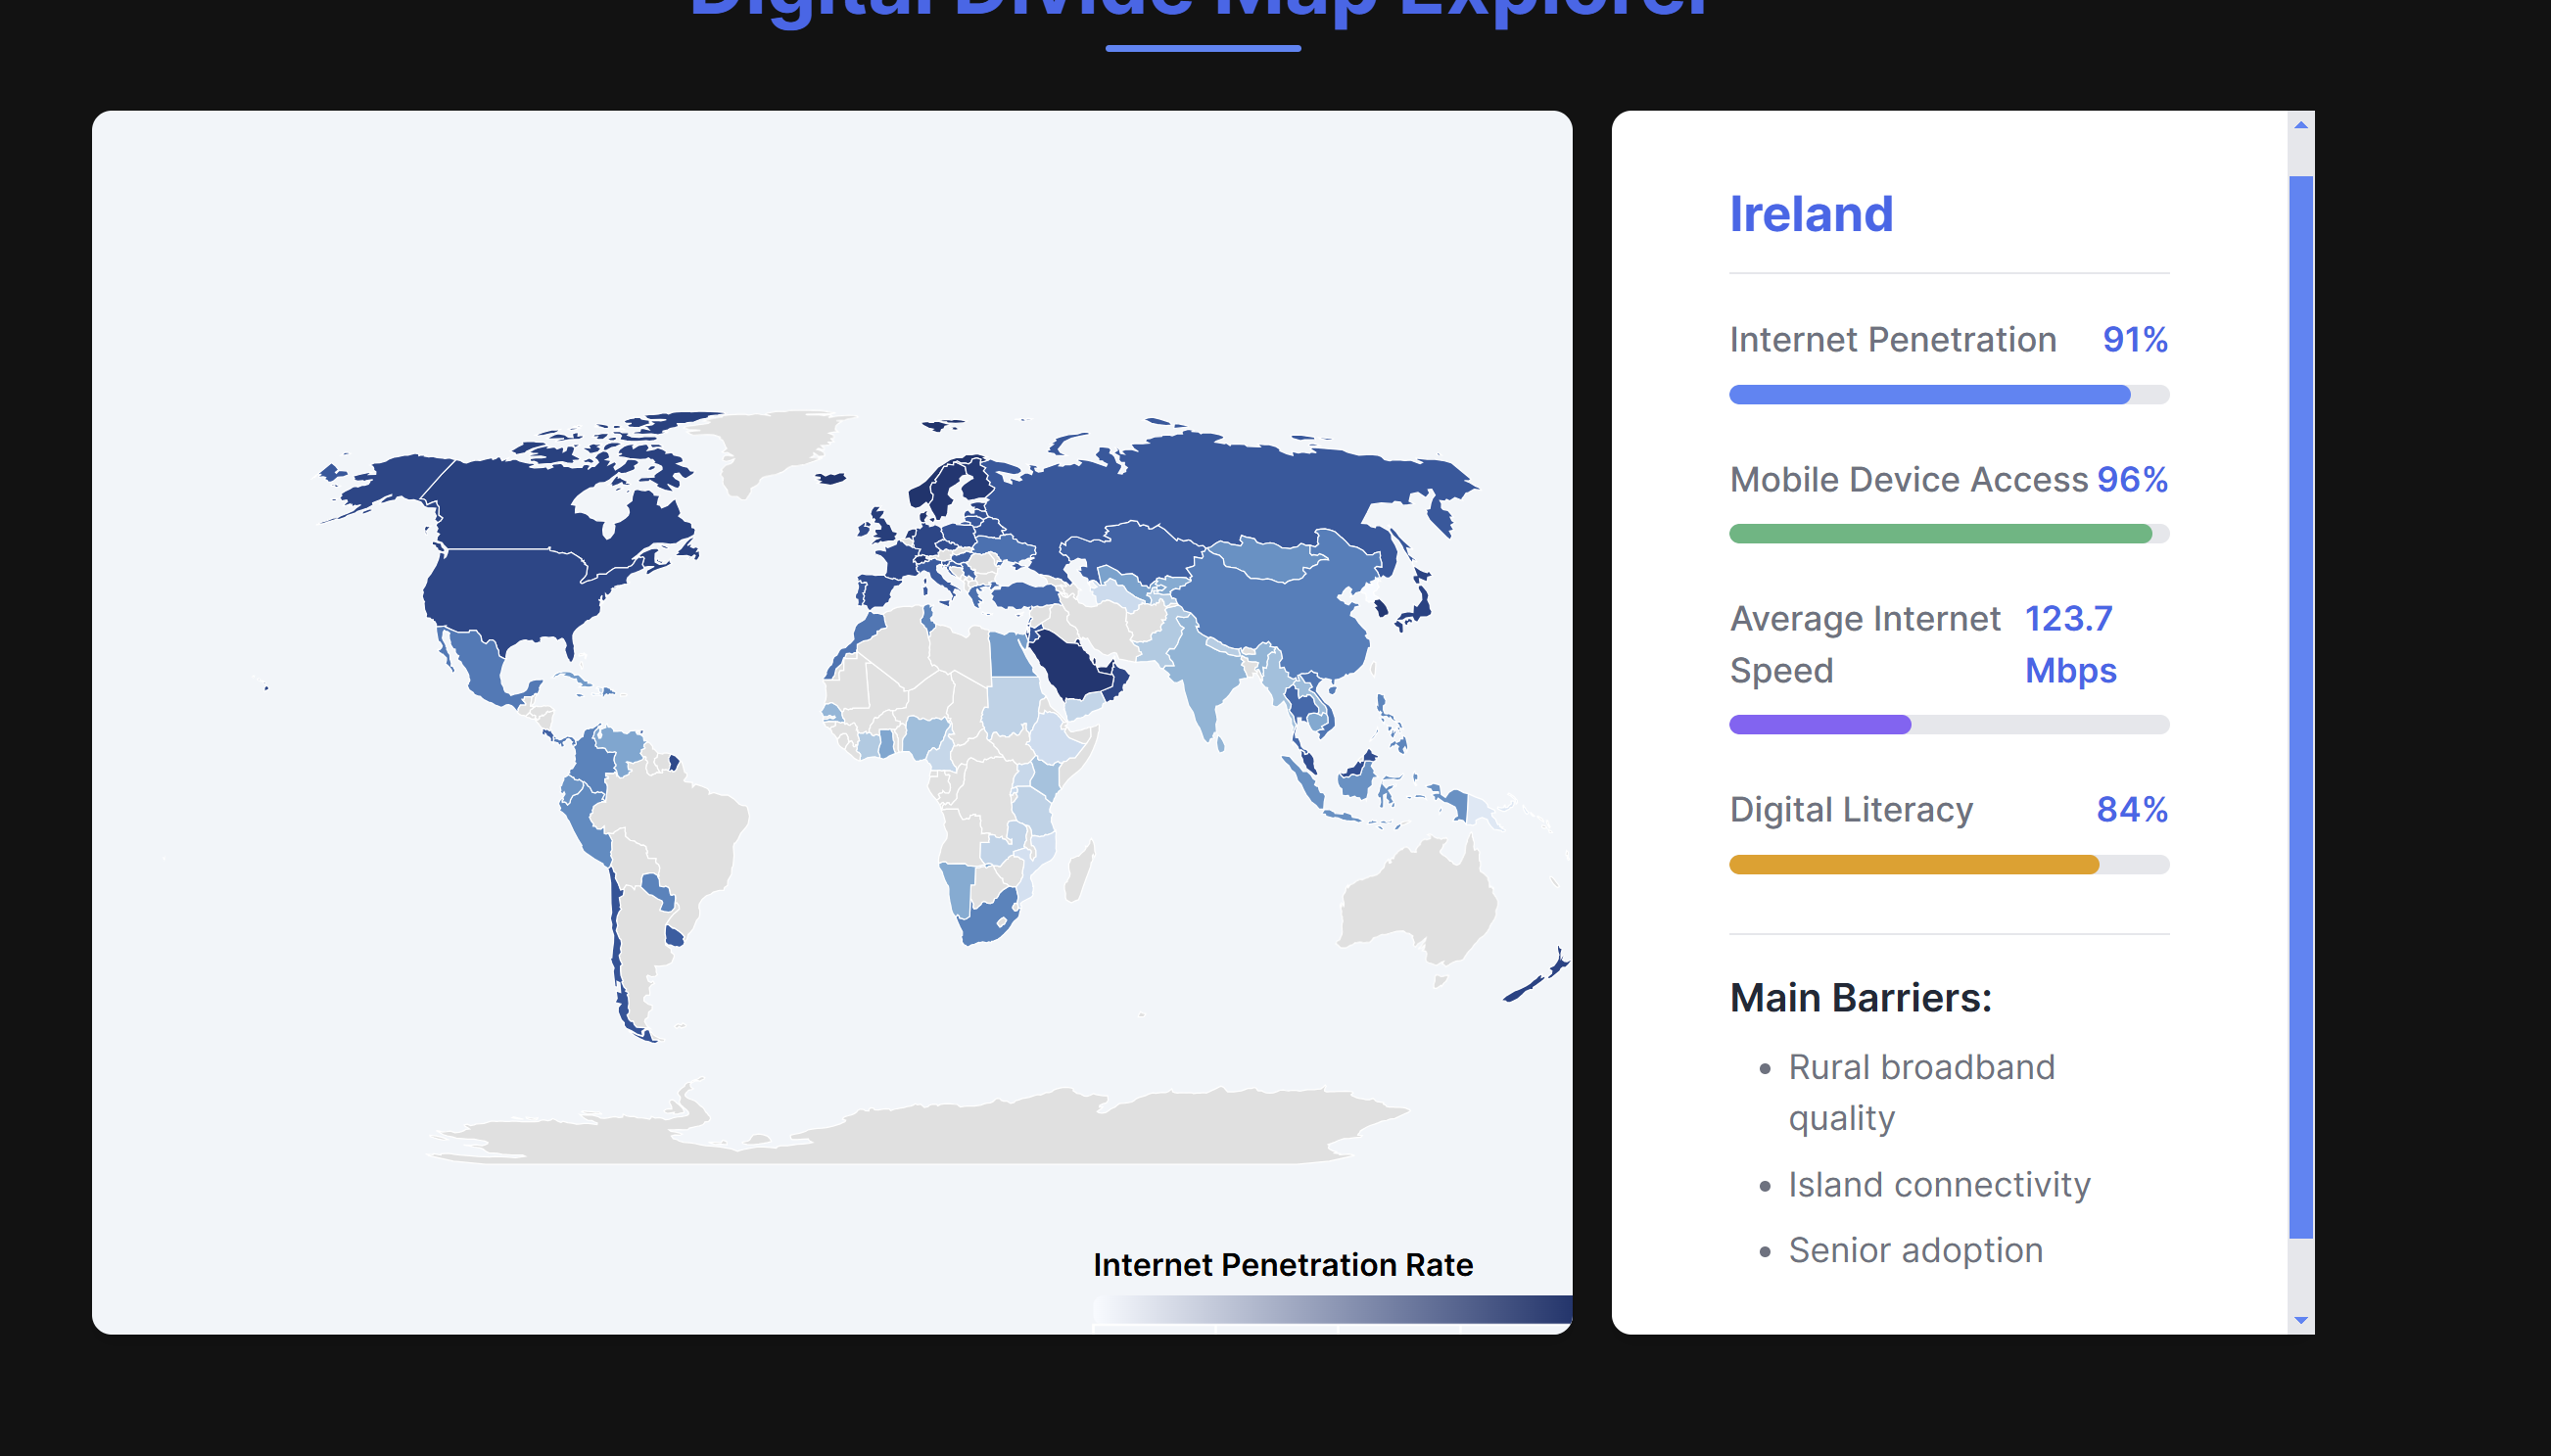 Digital Divide Map Explorer
Ireland
Internet Penetration 91%
Mobile Device Access 96%
Average Internet 123.7
Speed Mbps
Digital Literacy 84%
Main Barriers:
Rural broadband
quality
Island connectivity
Senior adoption
Internet Penetration Rate